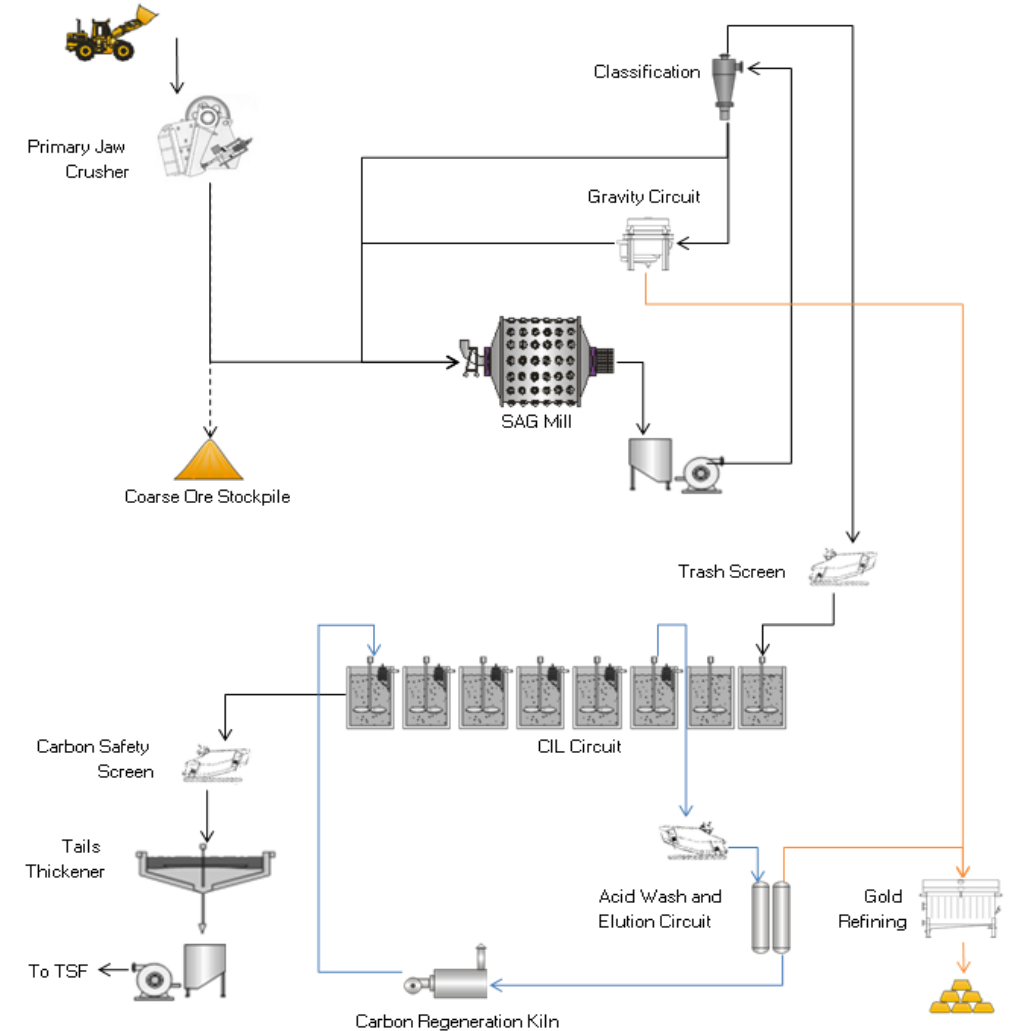 Classification
Primary Jaw
Crusher
Gravity Circuit
SAG Mill
Coarse Ore Stockpile
Trash Screen
CIL Circuit
Carbon Safety
Screen
Tails
Thickener
Acid Wash and
Elution Circuit
Gold
Refining
To TSF
Carbon Regeneration Kiln